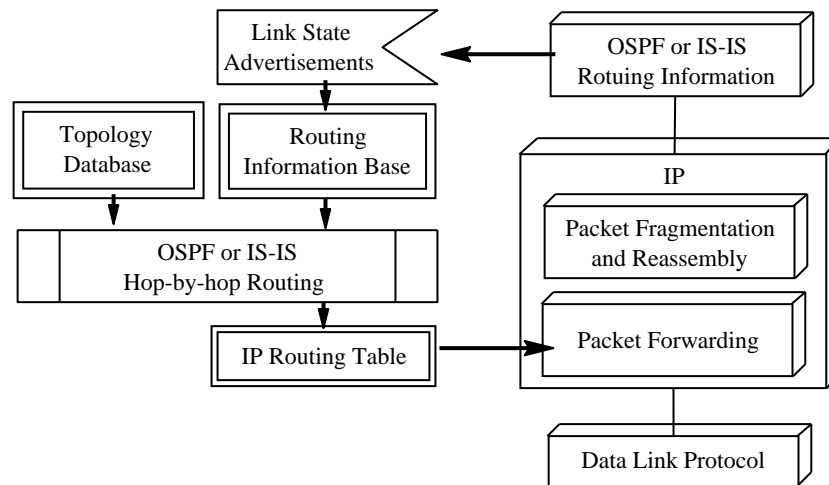 Link State
Advertisements
OSPF or IS-IS
Rotuing Information
Topology
Database
Routing
Information Base
IP
Packet Fragmentation
and Reassembly
OSPF or IS-IS
Hop-by-hop Routing
IP Routing Table
Packet Forwarding
Data Link Protocol